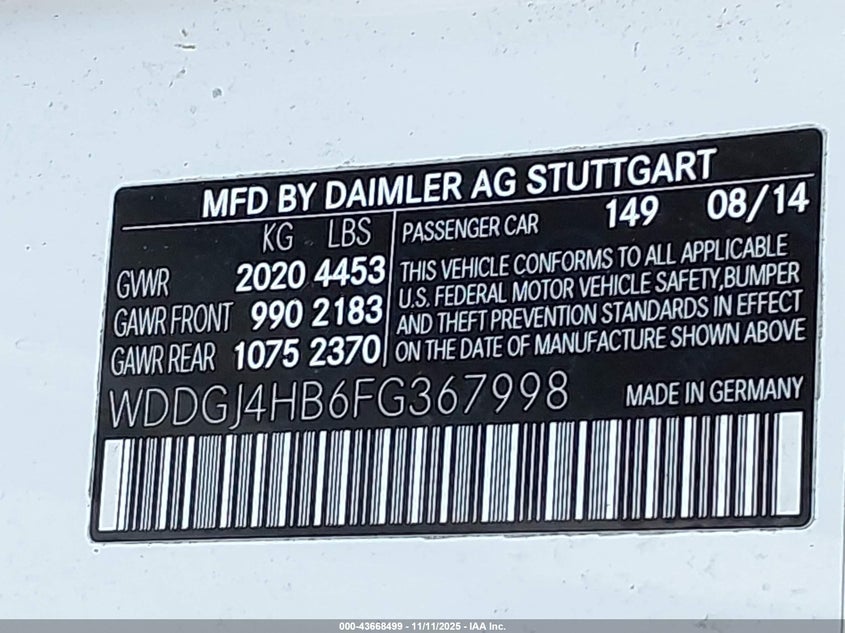 MFD BY DAIMLER AG STUTTGART
KG LBS
GVWR 2020 4453
GAWR FRONT 990 2183
GAWR REAR 1075 2370
PASSENGER CAR 149 08/14
THIS VEHICLE CONFORMS TO ALL APPLICABLE
U.S. FEDERAL MOTOR VEHICLE SAFETY, BUMPER
AND THEFT PREVENTION STANDARDS IN EFFECT
ON THE DATE OF MANUFACTURE SHOWN ABOVE
WDDGJ4HB6FG367998 MADE IN GERMANY
000-43668499 - 11/11/2025 - IAA Inc.